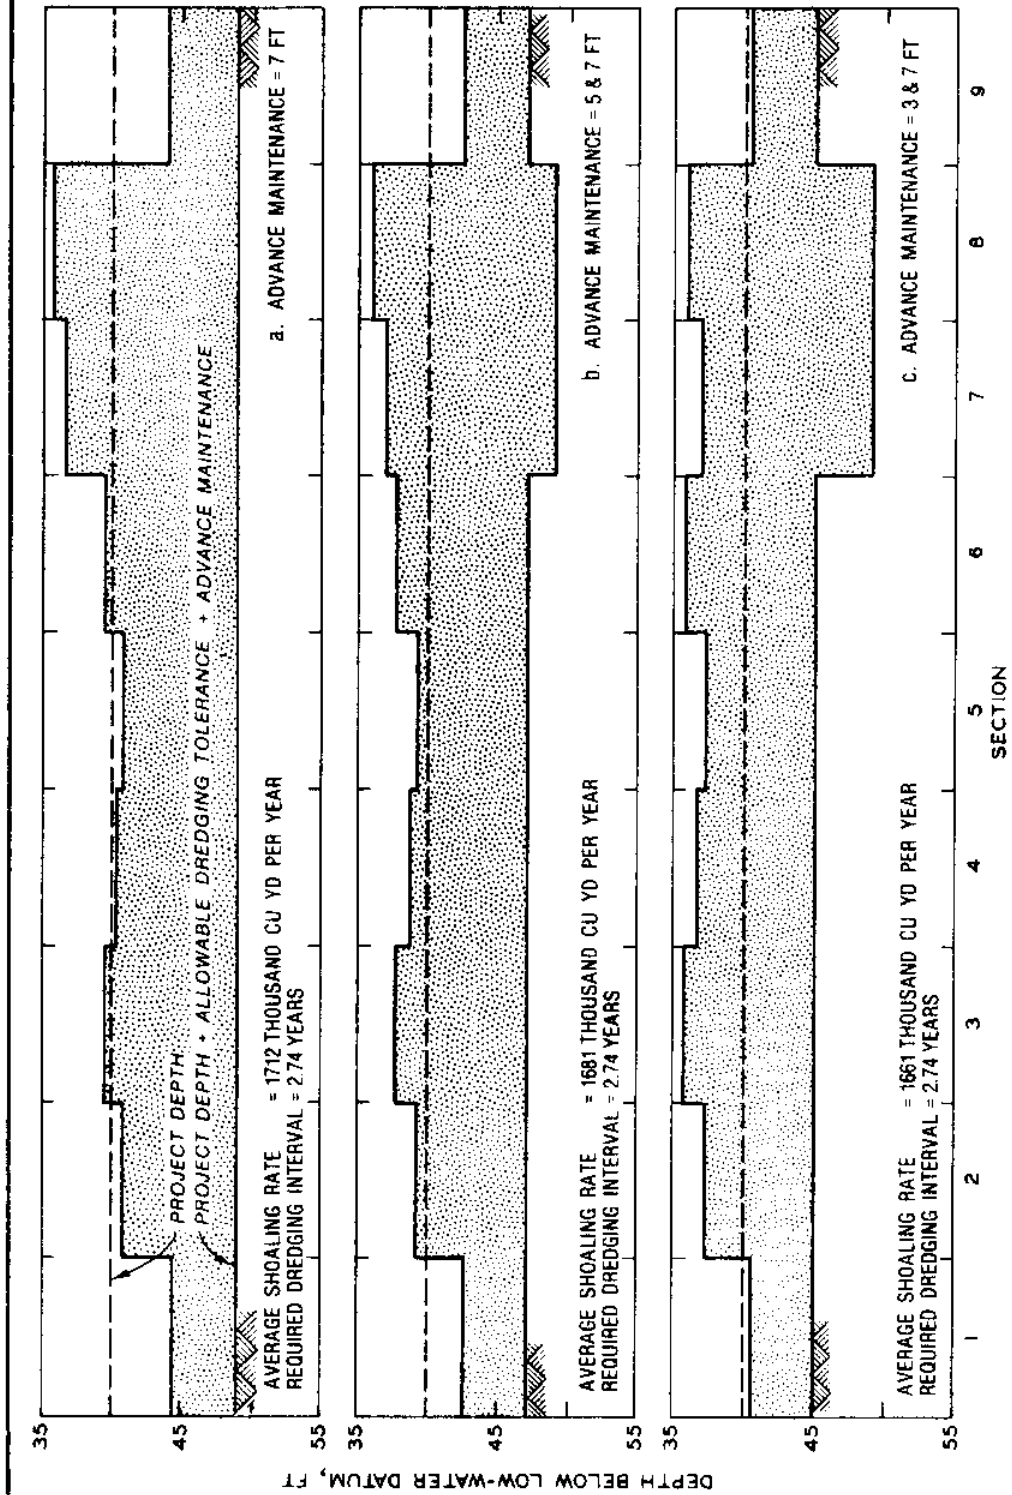 35
45
55
PROJECT DEPTH
PROJECT DEPTH + ALLOWABLE DREDGING TOLERANCE + ADVANCE MAINTENANCE
AVERAGE SHOALING RATE = 1712 THOUSAND CU YD PER YEAR
REQUIRED DREDGING INTERVAL = 2.74 YEARS
a. ADVANCE MAINTENANCE = 7 FT
35
45
55
AVERAGE SHOALING RATE = 1681 THOUSAND CU YD PER YEAR
REQUIRED DREDGING INTERVAL = 2.74 YEARS
b. ADVANCE MAINTENANCE = 5 & 7 FT
35
45
55
AVERAGE SHOALING RATE = 1661 THOUSAND CU YD PER YEAR
REQUIRED DREDGING INTERVAL = 2.74 YEARS
c. ADVANCE MAINTENANCE = 3 & 7 FT
DEPTH BELOW LOW-WATER DATUM, FT
1 2 3 4 5 6 7 8 9
SECTION